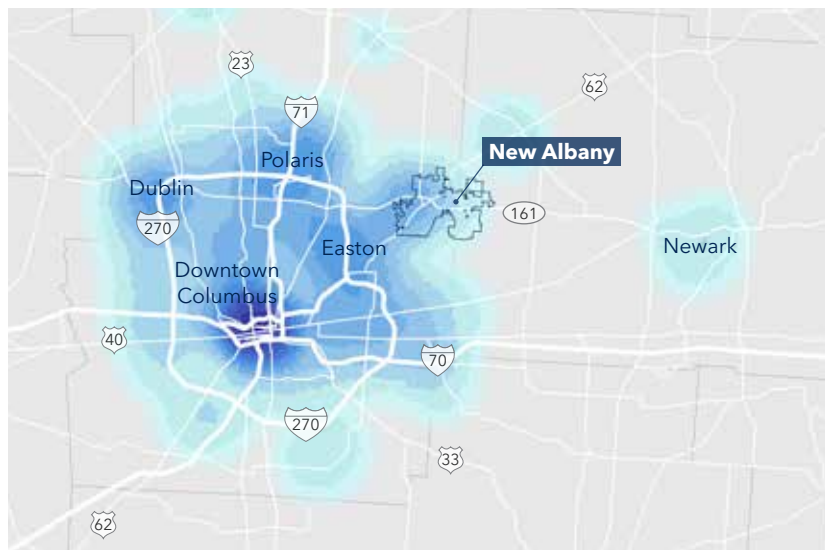 23
62
71
New Albany
Polaris
Dublin
161
270
Easton
Newark
Downtown
Columbus
40
70
270
33
62